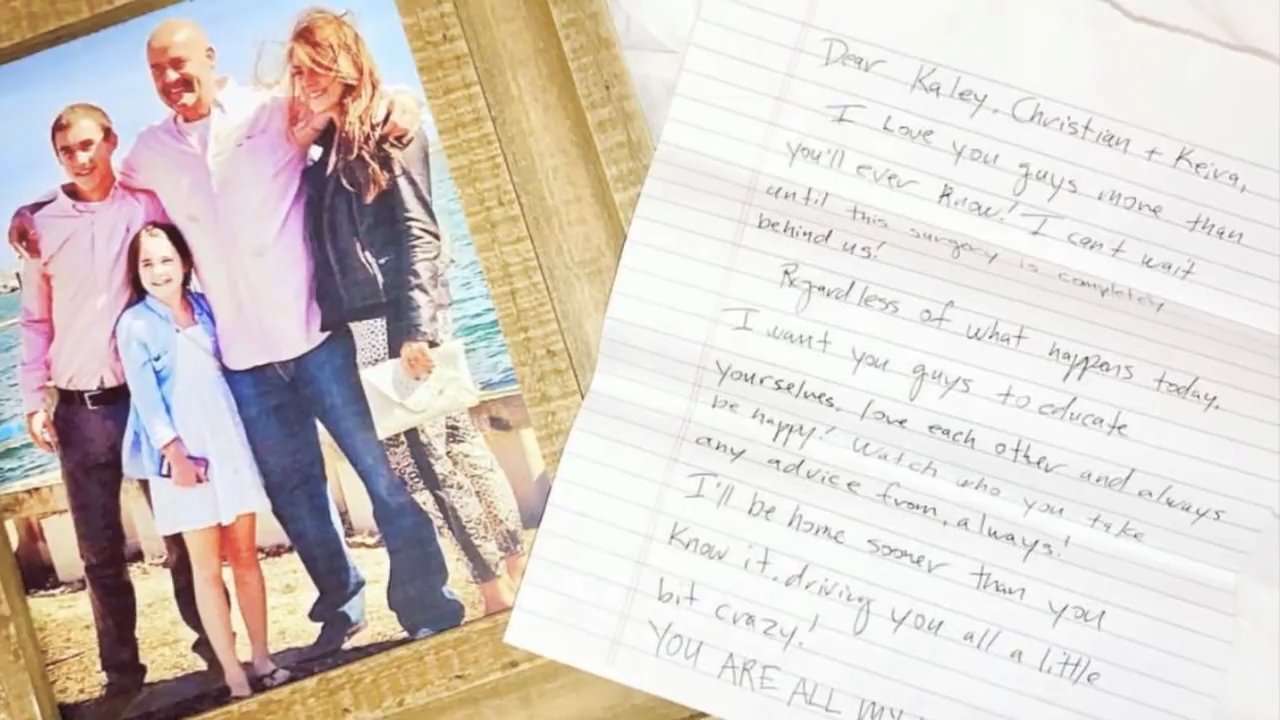 Dear Kaley, Christian + Keira,
I Love you guys more than
you'll ever know! I can't wait
until this surgery is completely
behind us!
Regardless of what happens today,
I want you guys to educate
yourselves, love each other and always
be happy! Watch who you take
any advice from, always!
I'll be home sooner than you
know it, driving you all a little
bit crazy!
YOU ARE ALL MY